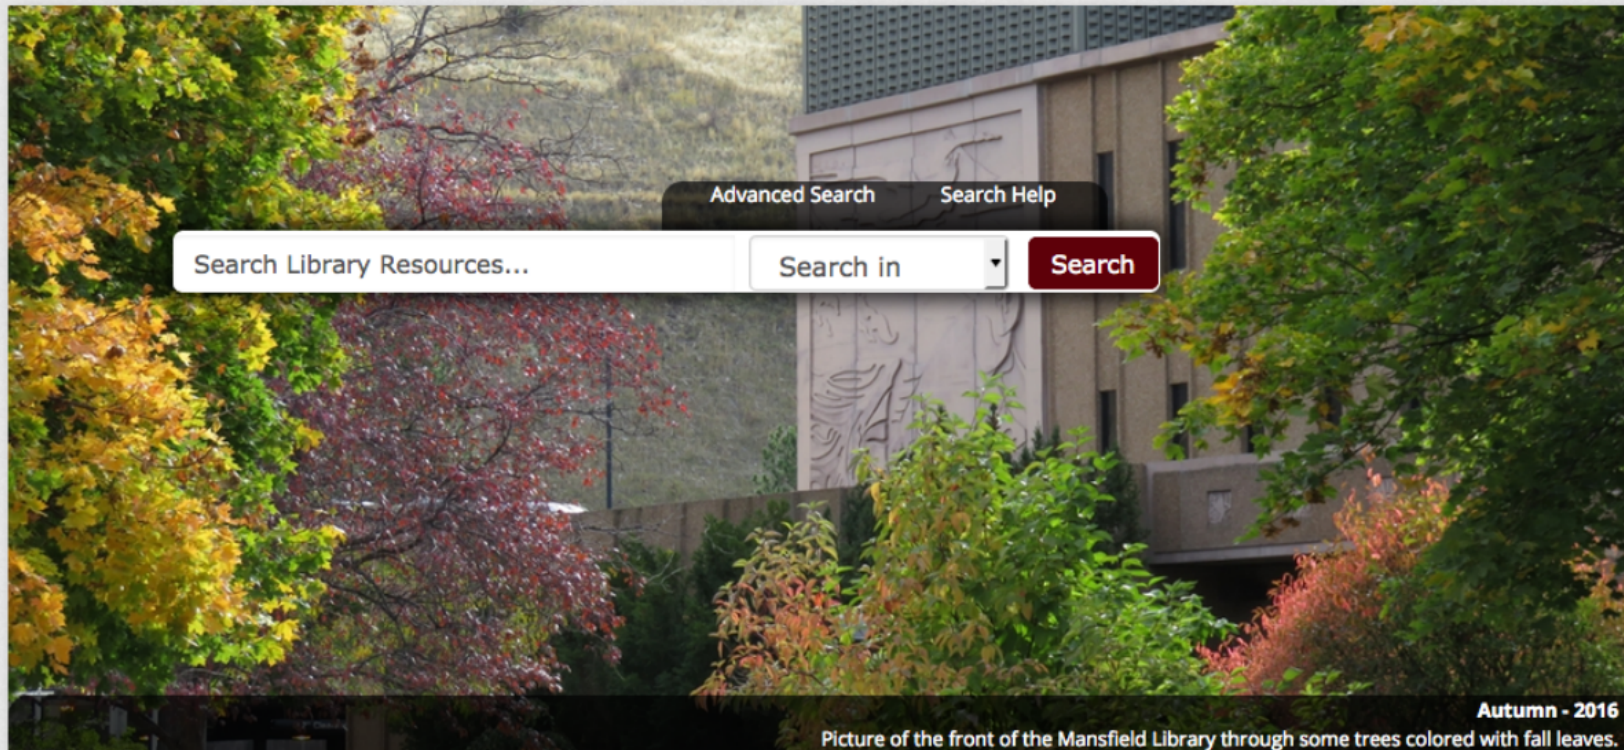 Advanced Search Search Help
Search Library Resources... Search in Search
Autumn - 2016
Picture of the front of the Mansfield Library through some trees colored with fall leaves.